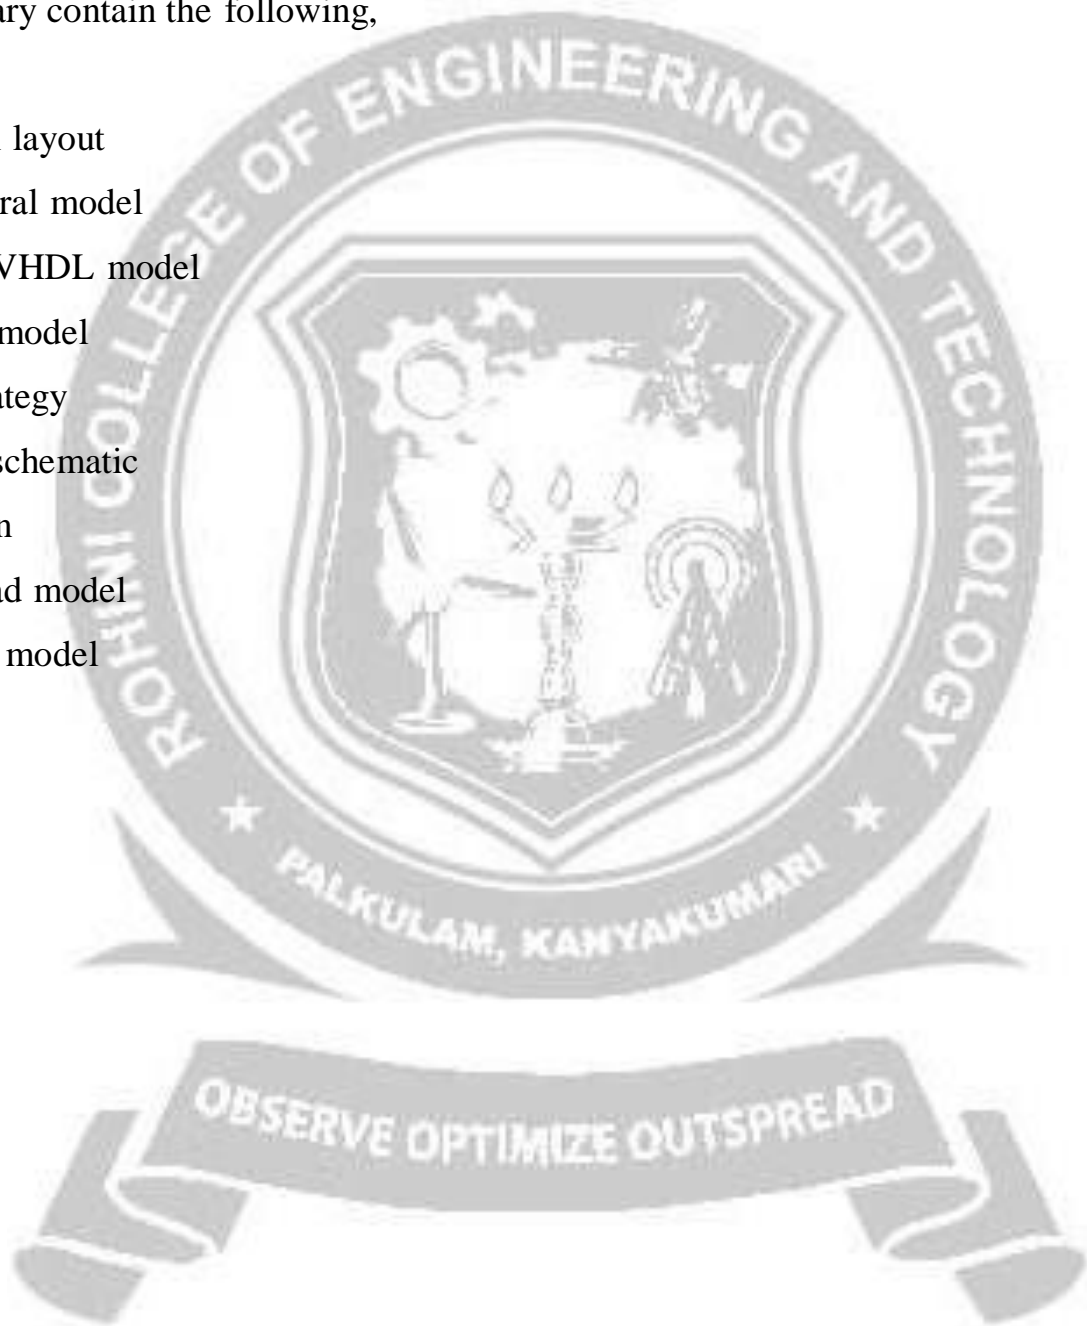 ary contain the following,
layout
ral model
VHDL model
model
ategy
schematic
n
ad model
model
ROHINI COLLEGE OF ENGINEERING AND TECHNOLOGY
PALKULAM, KANYAKUMARI
OBSERVE OPTIMIZE OUTSPREAD